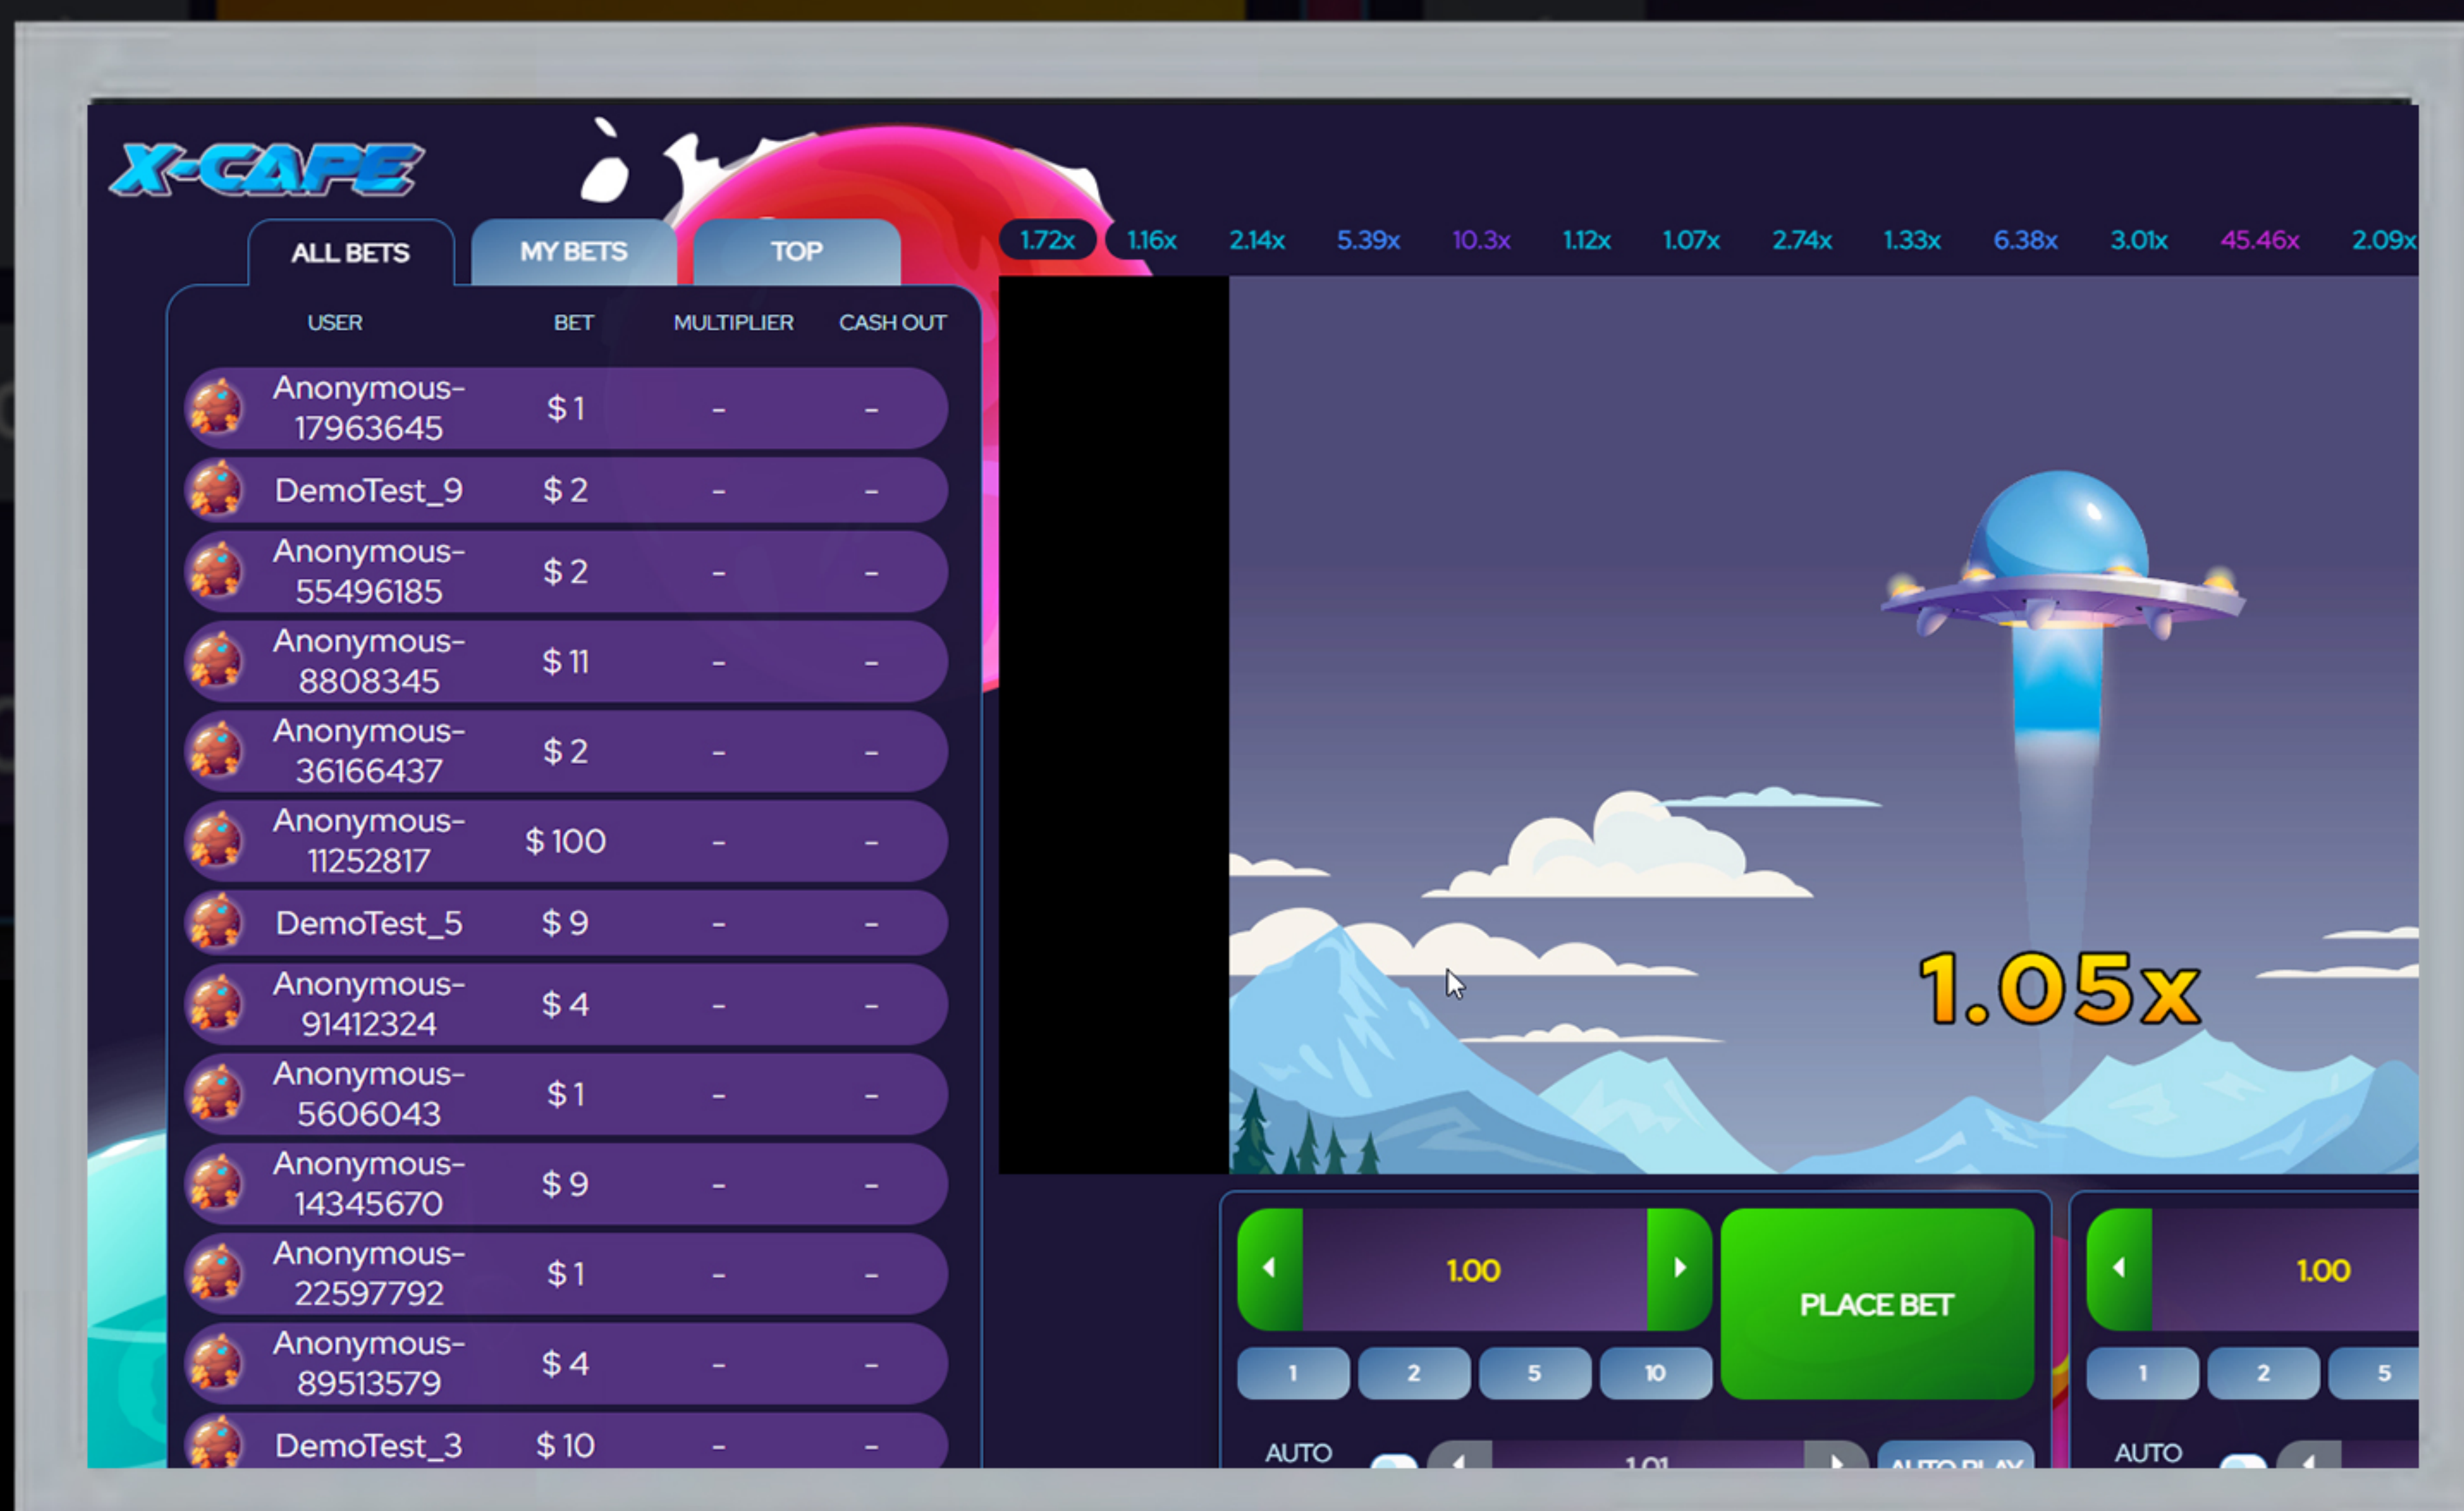 X-CAPE
ALL BETS MY BETS TOP
1.72x 1.16x 2.14x 5.39x 10.3x 1.12x 1.07x 2.74x 1.33x 6.38x 3.01x 45.46x 2.09x
USER BET MULTIPLIER CASH OUT
Anonymous-
17963645 $ 1 - -
DemoTest_9 $ 2 - -
Anonymous-
55496185 $ 2 - -
Anonymous-
8808345 $ 11 - -
Anonymous-
36166437 $ 2 - -
Anonymous-
11252817 $ 100 - -
DemoTest_5 $ 9 - -
Anonymous-
91412324 $ 4 - -
Anonymous-
5606043 $ 1 - -
Anonymous-
14345670 $ 9 - -
Anonymous-
22597792 $ 1 - -
Anonymous-
89513579 $ 4 - -
DemoTest_3 $ 10 - -
1.05x
1.00 PLACE BET 1.00
1 2 5 10 1 2 5
AUTO 1.01 AUTO PLAY AUTO